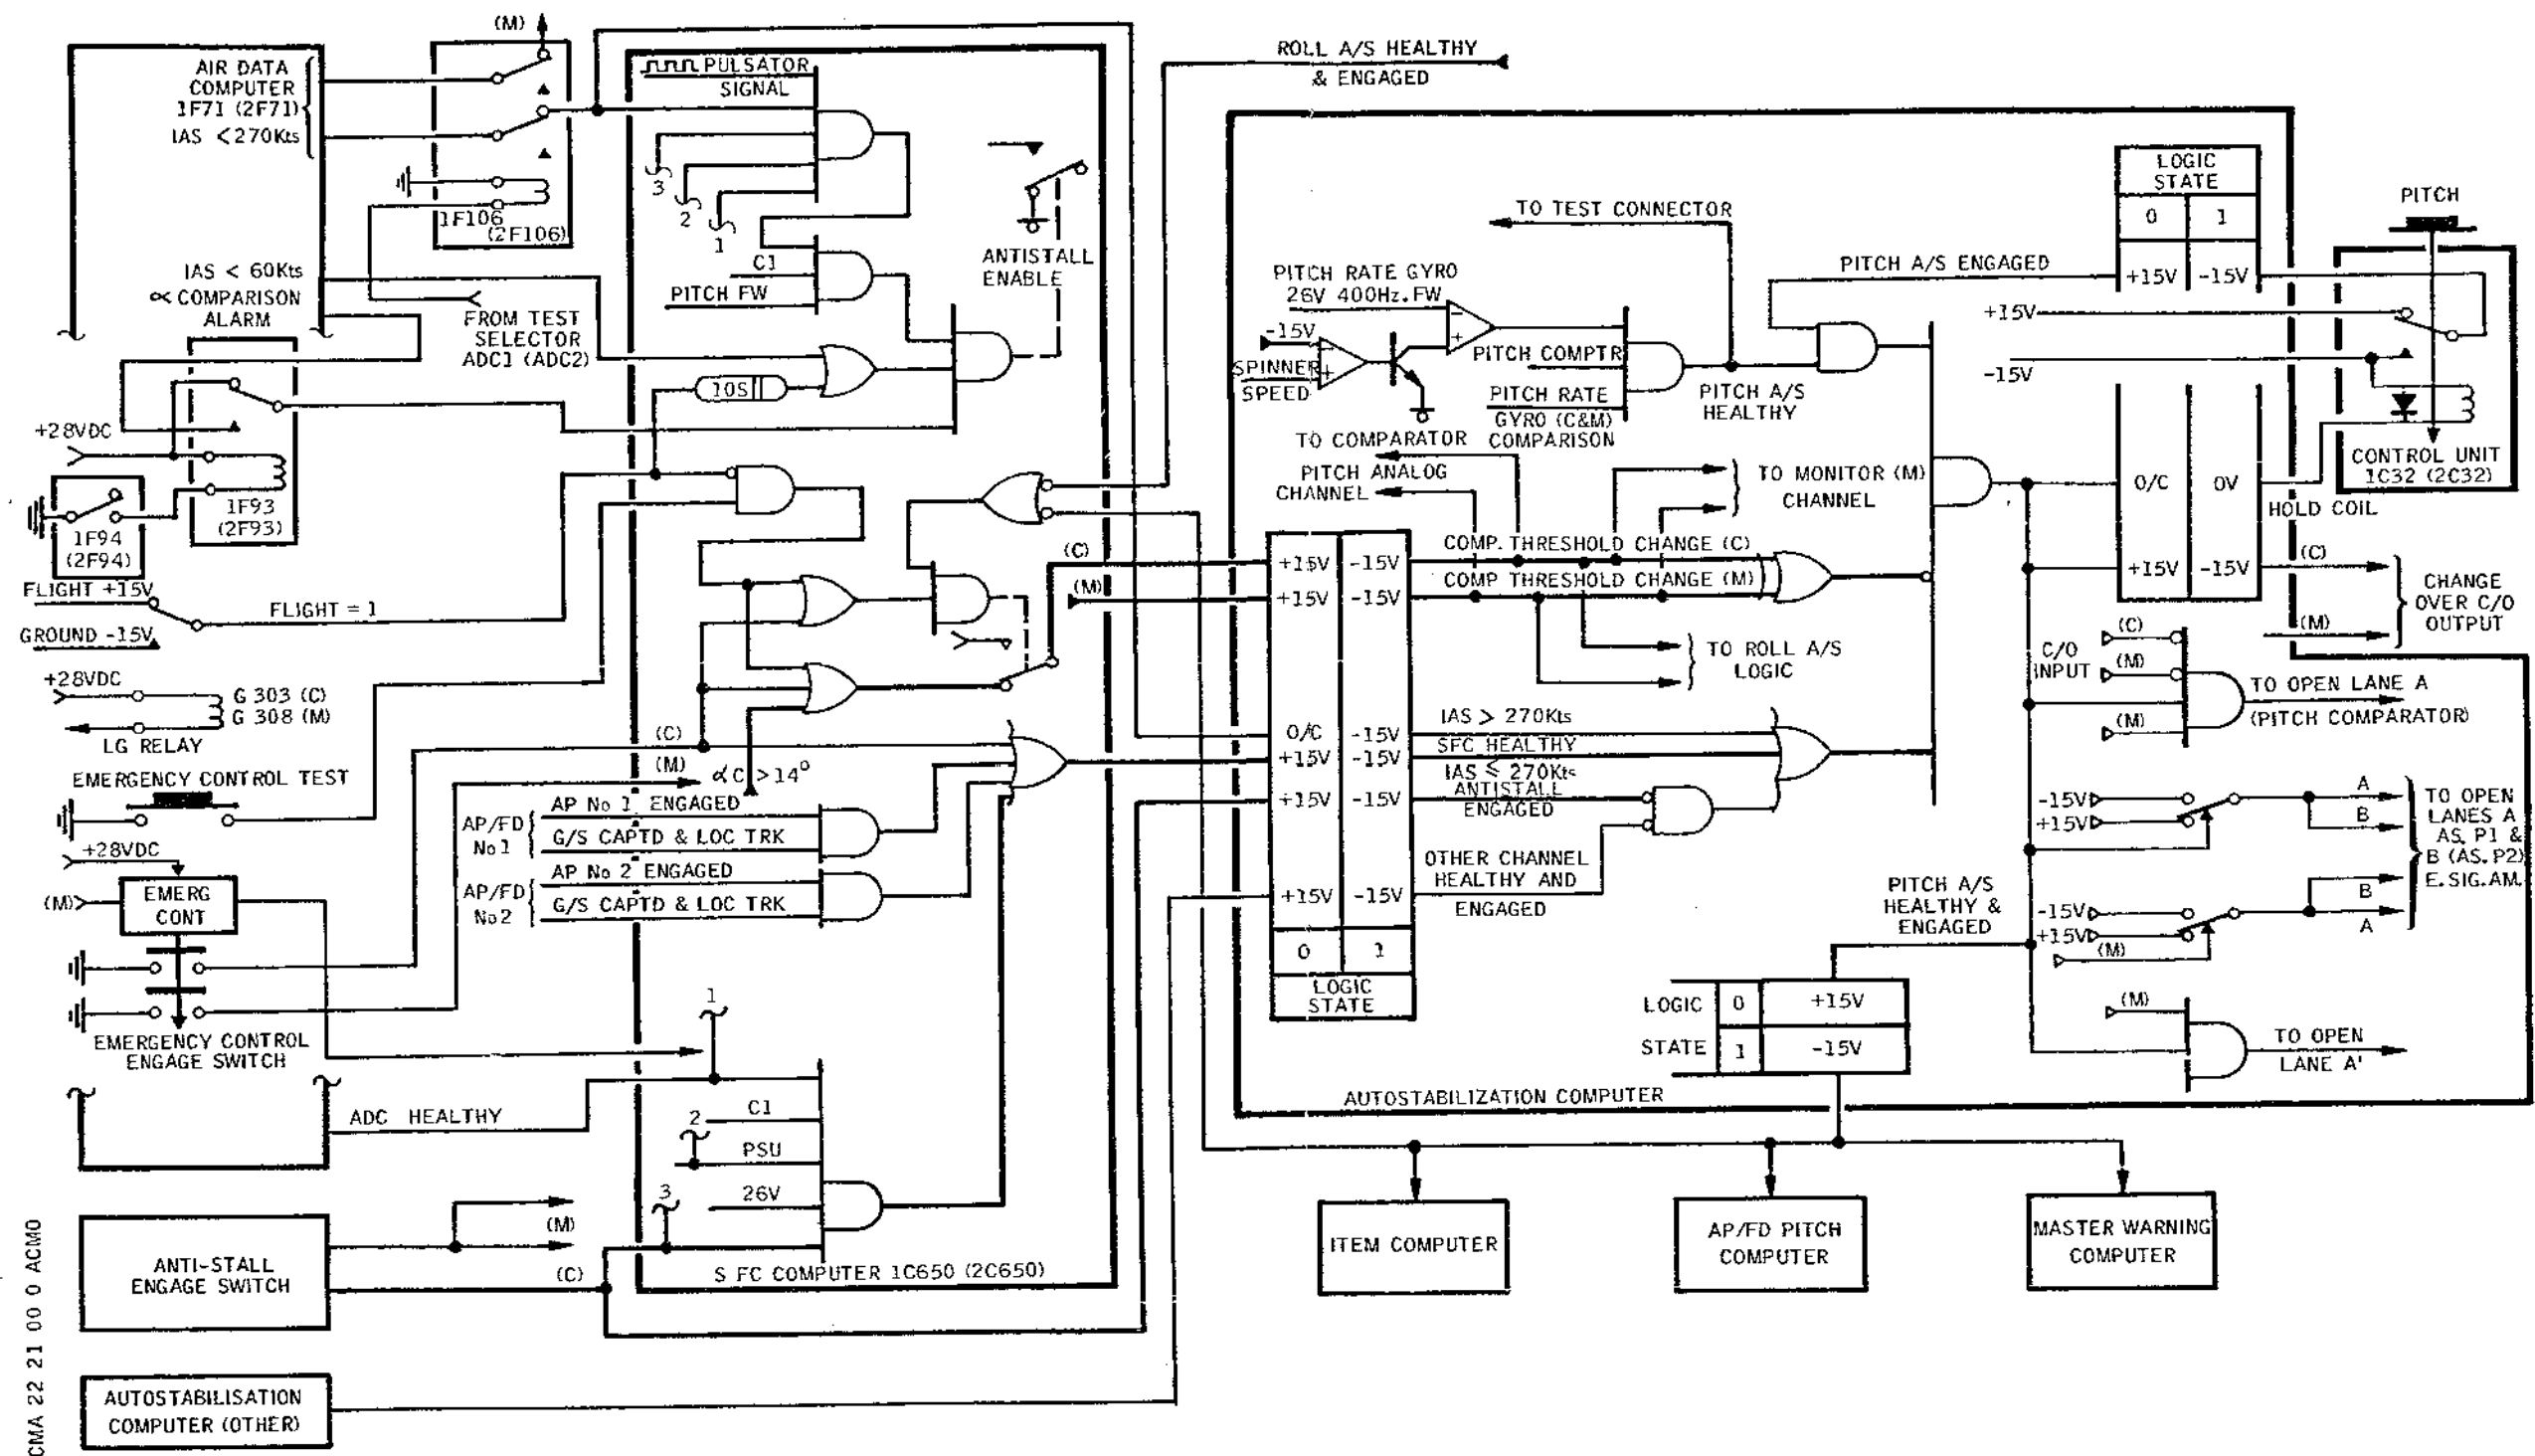 (M)
AIR DATA
COMPUTER
1F71 (2F71)
IAS <270Kts
1F106
(2F106)
IAS < 60Kts
∝ COMPARISON
ALARM
FROM TEST
SELECTOR
ADC1 (ADC2)
+28VDC
1F93
(2F93)
1F94
(2F94)
FLIGHT +15V
FLIGHT = 1
GROUND -15V
+28VDC
G 303 (C)
G 308 (M)
LG RELAY
EMERGENCY CONTROL TEST
+28VDC
(M)
EMERG
CONT
EMERGENCY CONTROL
ENGAGE SWITCH
ADC HEALTHY
ANTI-STALL
ENGAGE SWITCH
(M)
(C)
AUTOSTABILISATION
COMPUTER (OTHER)
CMA 22 21 00 0 ACM0
PULSATOR
SIGNAL
3
2
1
C1
PITCH FW
ANTISTALL
ENABLE
10S
(C)
(M)
(C)
(M)
∝C >14°
AP No 1 ENGAGED
AP/FD
No1
G/S CAPTD & LOC TRK
AP No 2 ENGAGED
AP/FD
No2
G/S CAPTD & LOC TRK
1
C1
2
PSU
26V
3
S FC COMPUTER 1C650 (2C650)
ROLL A/S HEALTHY
& ENGAGED
TO TEST CONNECTOR
PITCH RATE GYRO
26V 400Hz.FW
-15V
SPINNER
SPEED
PITCH COMPTR
PITCH RATE
GYRO (C&M)
COMPARISON
PITCH A/S
HEALTHY
PITCH A/S ENGAGED
TO COMPARATOR
PITCH ANALOG
CHANNEL
TO MONITOR (M)
CHANNEL
COMP. THRESHOLD CHANGE (C)
COMP THRESHOLD CHANGE (M)
+15V -15V
+15V -15V
TO ROLL A/S
LOGIC
O/C -15V
IAS > 270Kts
+15V -15V
SFC HEALTHY
IAS ⩽ 270Kts
+15V -15V
ANTISTALL
ENGAGED
OTHER CHANNEL
HEALTHY AND
ENGAGED
+15V -15V
0 1
LOGIC
STATE
PITCH A/S
HEALTHY &
ENGAGED
LOGIC 0 +15V
STATE 1 -15V
AUTOSTABILIZATION COMPUTER
ITEM COMPUTER
AP/FD PITCH
COMPUTER
MASTER WARNING
COMPUTER
LOGIC
STATE
0 1
+15V -15V
+15V
-15V
O/C 0V
HOLD COIL
+15V -15V
PITCH
CONTROL UNIT
1C32 (2C32)
(C)
(M)
CHANGE
OVER C/O
OUTPUT
C/O
INPUT
(C)
(M)
(M)
TO OPEN LANE A
(PITCH COMPARATOR)
-15V
+15V
A
B
TO OPEN
LANES A
AS. P1 &
B (AS. P2)
E.SIG.AM.
-15V
+15V
(M)
B
A
(M)
TO OPEN
LANE A'